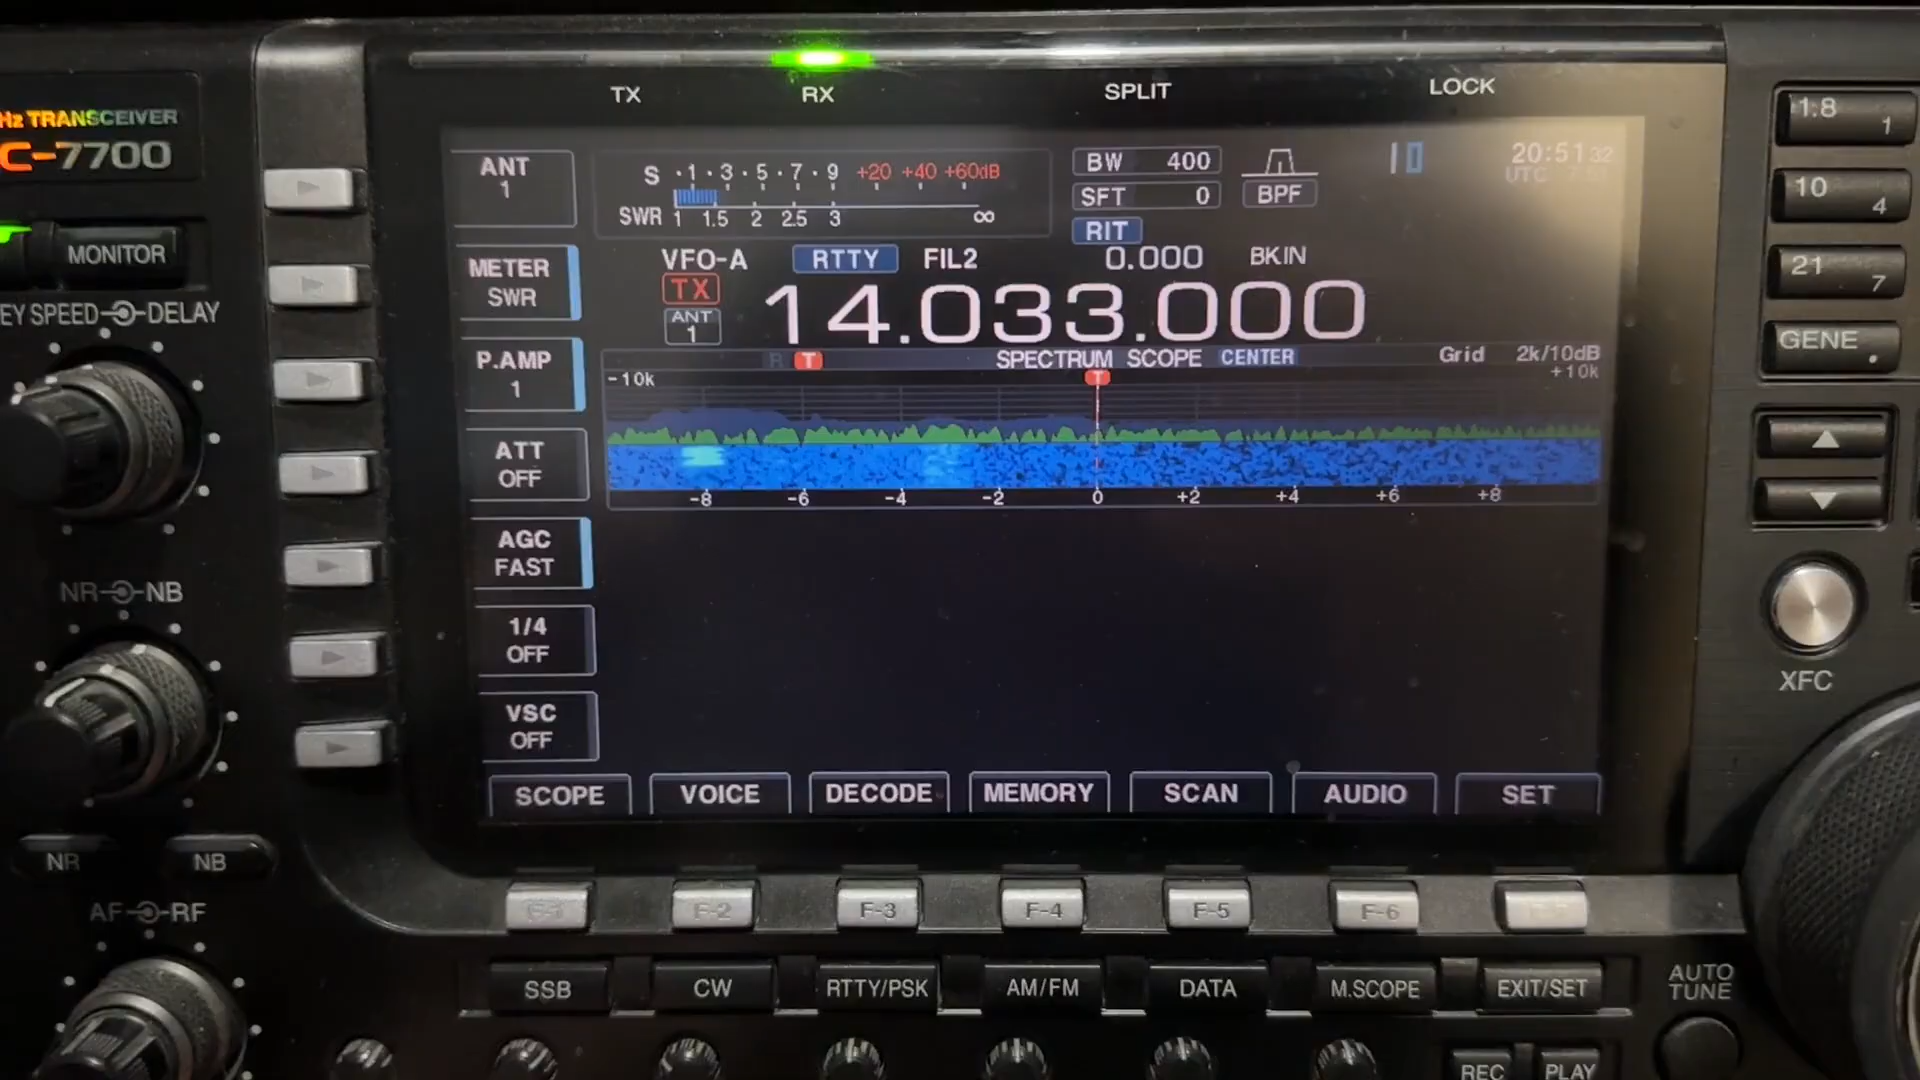 TX RX SPLIT LOCK
Hz TRANSCEIVER
C-7700
MONITOR
EY SPEED DELAY
NR NB
NR NB
AF RF
ANT
1
METER
SWR
P.AMP
1
ATT
OFF
AGC
FAST
1/4
OFF
VSC
OFF
S ·1·3·5·7·9 +20 +40 +60dB
SWR 1 1.5 2 2.5 3 ∞
BW 400
SFT 0
BPF
10
20:51 32
UTC
RIT
VFO-A RTTY FIL2 0.000 BKIN
TX
ANT
1
14.033.000
R T SPECTRUM SCOPE CENTER Grid 2k/10dB
-10k T +10k
-8 -6 -4 -2 0 +2 +4 +6 +8
SCOPE VOICE DECODE MEMORY SCAN AUDIO SET
F-1 F-2 F-3 F-4 F-5 F-6
SSB CW RTTY/PSK AM/FM DATA M.SCOPE EXIT/SET
REC PLAY
1.8 1
10 4
21 7
GENE .
XFC
AUTO
TUNE